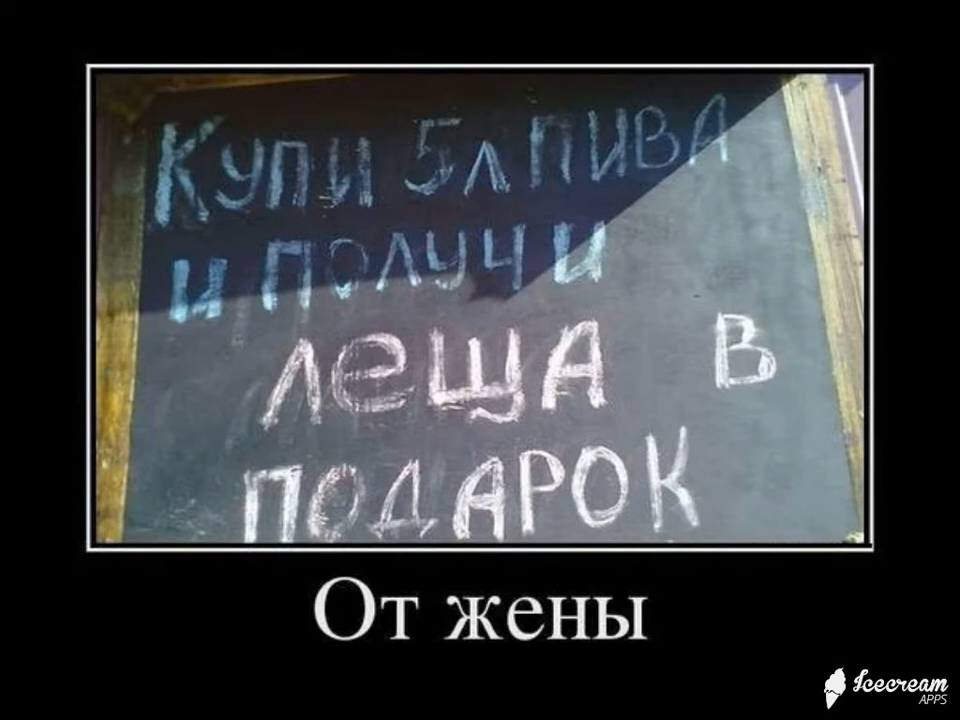 Купи 5л пива
и получи
леща в
подарок
От жены
Icecream
APPS